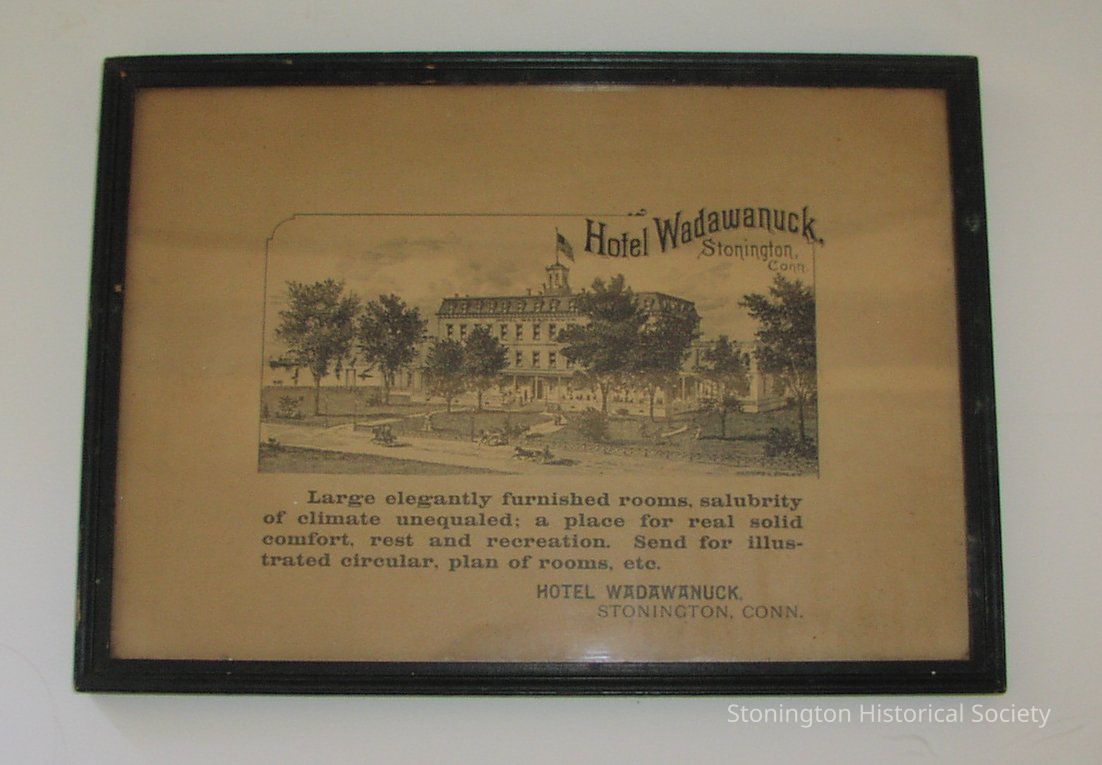 Hotel Wadawanuck,
Stonington,
Conn.
Large elegantly furnished rooms, salubrity
of climate unequaled; a place for real solid
comfort, rest and recreation. Send for illus-
trated circular, plan of rooms, etc.
HOTEL WADAWANUCK,
STONINGTON, CONN.
Stonington Historical Society